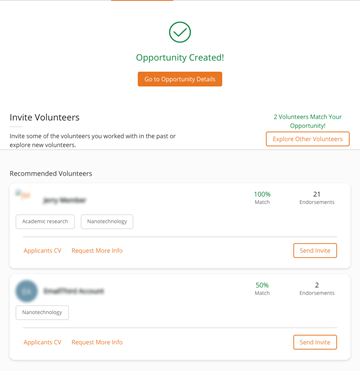 Opportunity Created!
Go to Opportunity Details
Invite Volunteers
2 Volunteers Match Your
Opportunity!
Invite some of the volunteers you worked with in the past or
explore new volunteers.
Explore Other Volunteers
Recommended Volunteers
100%
Match
21
Endorsements
Academic research
Nanotechnology
Applicants CV
Request More Info
Send Invite
50%
Match
2
Endorsements
Nanotechnology
Applicants CV
Request More Info
Send Invite